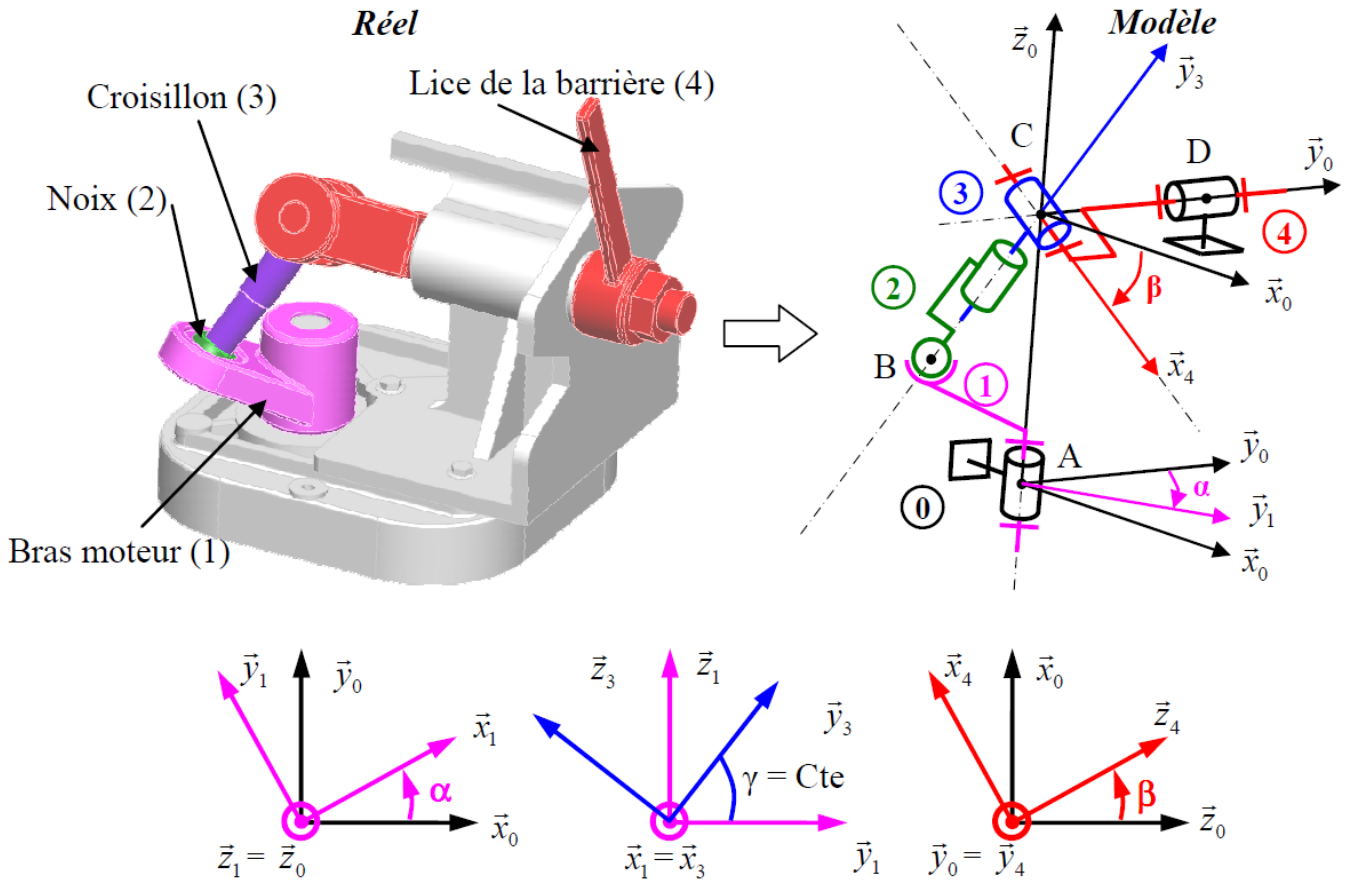 Réel
Modèle
Croisillon (3)
Lice de la barrière (4)
Noix (2)
Bras moteur (1)
z⃗₀
y⃗₃
C
D
y⃗₀
3
4
β
x⃗₀
2
B
1
x⃗₄
A
y⃗₀
α
0
y⃗₁
x⃗₀
y⃗₁ y⃗₀
x⃗₁
α
x⃗₀
z⃗₁ = z⃗₀
z⃗₃ z⃗₁
y⃗₃
γ = Cte
x⃗₁ = x⃗₃
y⃗₁
x⃗₄ x⃗₀
z⃗₄
β
z⃗₀
y⃗₀ = y⃗₄